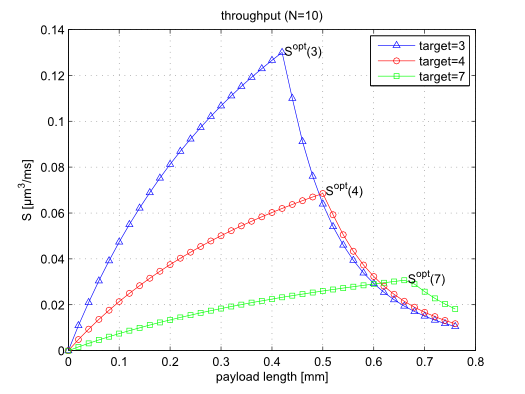 throughput (N=10)
0.14
0.12
0.1
0.08
0.06
0.04
0.02
0
S [µm³/ms]
target=3
target=4
target=7
S^opt(3)
S^opt(4)
S^opt(7)
0 0.1 0.2 0.3 0.4 0.5 0.6 0.7 0.8
payload length [mm]